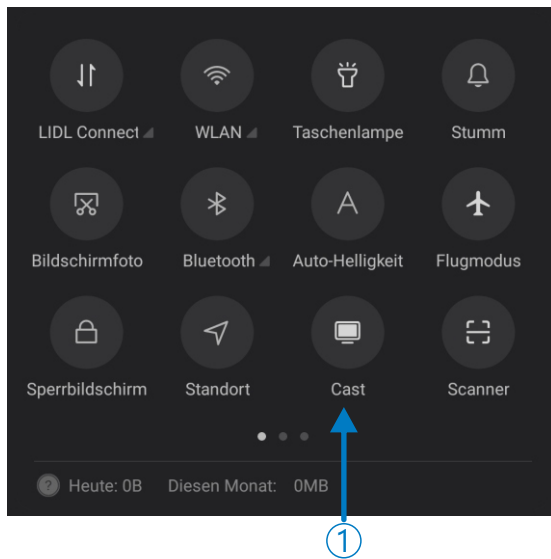 LIDL Connect WLAN Taschenlampe Stumm
Bildschirmfoto Bluetooth Auto-Helligkeit Flugmodus
Sperrbildschirm Standort Cast Scanner
? Heute: 0B Diesen Monat: 0MB
1